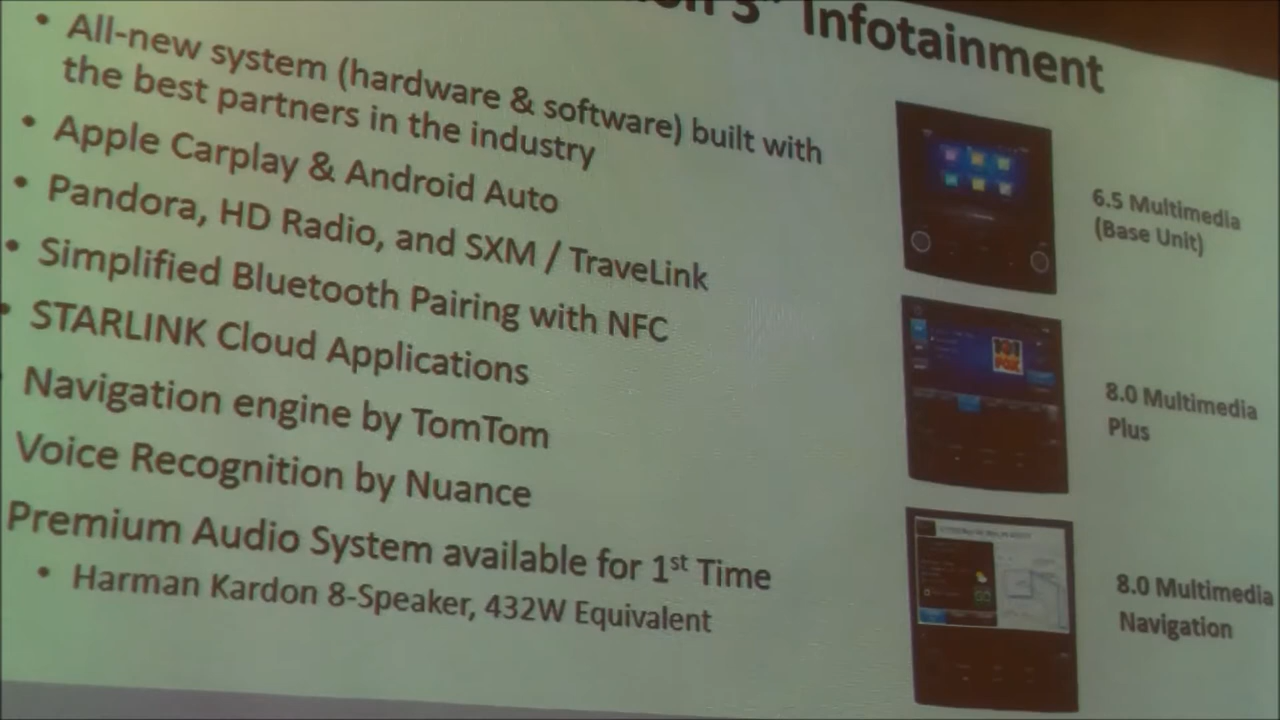 3" Infotainment
• All-new system (hardware & software) built with
the best partners in the industry
• Apple Carplay & Android Auto
• Pandora, HD Radio, and SXM / TraveLink
• Simplified Bluetooth Pairing with NFC
• STARLINK Cloud Applications
Navigation engine by TomTom
Voice Recognition by Nuance
Premium Audio System available for 1st Time
• Harman Kardon 8-Speaker, 432W Equivalent
6.5 Multimedia
(Base Unit)
101
FOX
8.0 Multimedia
Plus
8.0 Multimedia
Navigation